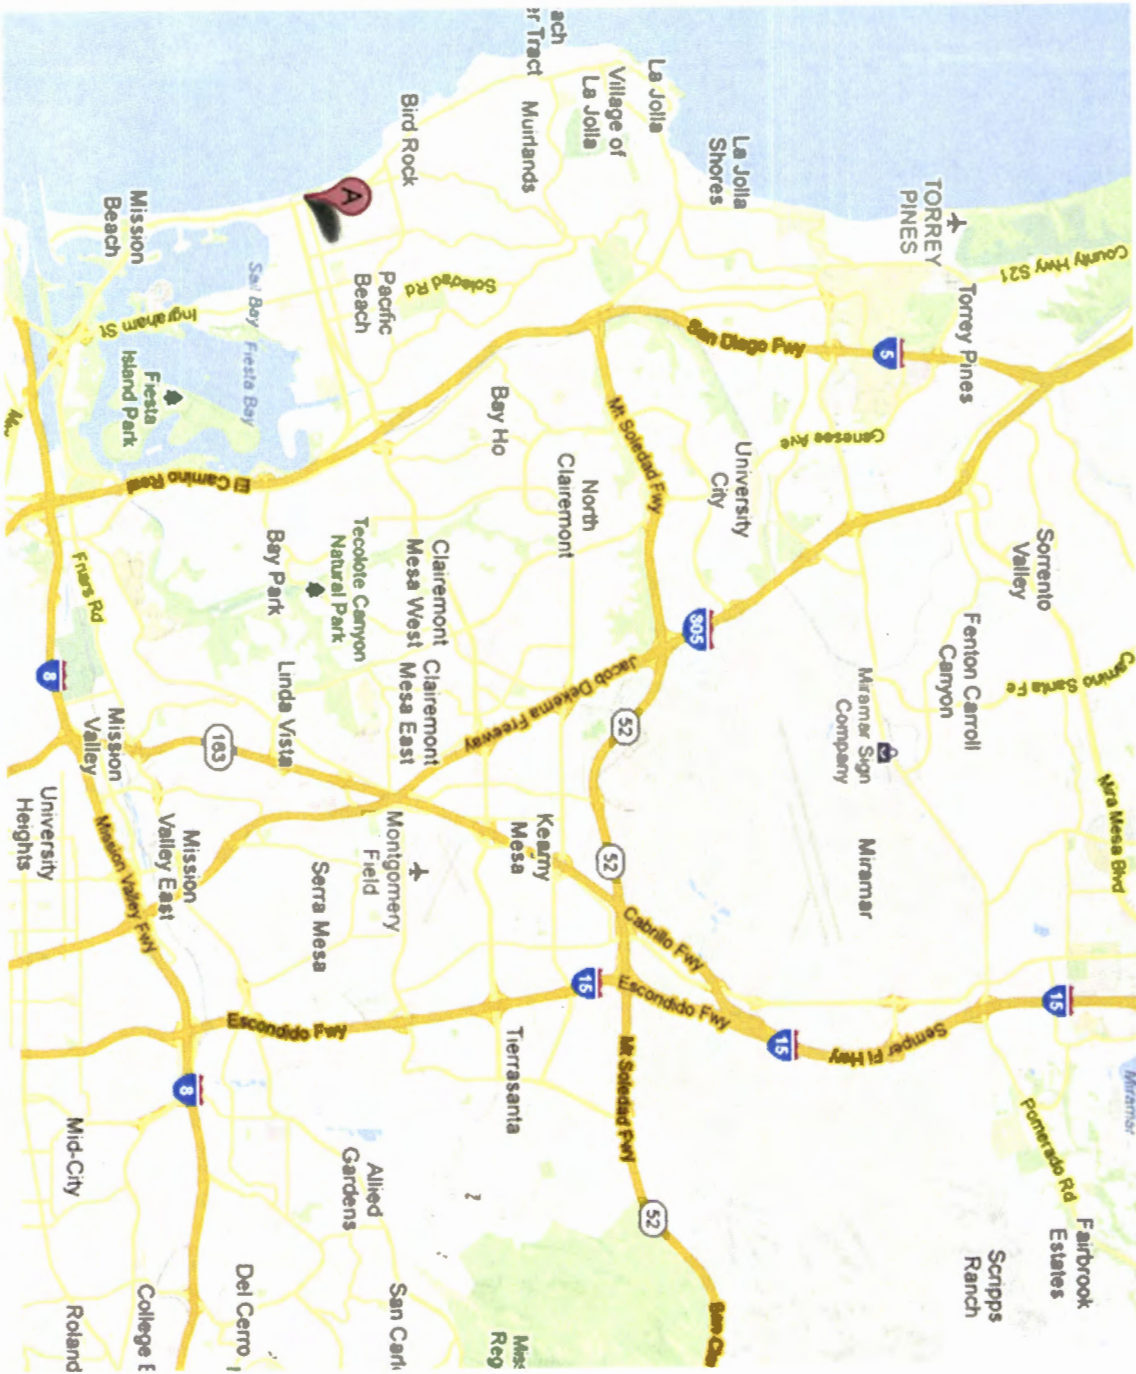 Miramar
Camino Santa Fe
Mira Mesa Blvd
County Hwy S21
Fairbrook
Estates
15
Pomerado Rd
Sorrento
Valley
Scripps
Ranch
Torrey Pines
Fenton Carroll
Canyon
TORREY
PINES
Semper Fi Hwy
5
Miramar Sign
Company
Miramar
Genesee Ave
15
San Diego Fwy
La Jolla
Shores
University
City
305
Cabrillo Fwy
Escondido Fwy
La Jolla
Mt Soledad Fwy
52
Mt Soledad Fwy
52
Village of
La Jolla
52
15
North
Clairemont
Jacob Dekema Freeway
Kearny
Mesa
Muirlands
Tierrasanta
Bay Ho
Soledad Rd
Clairemont
Mesa West
Clairemont
Mesa East
Bird Rock
Pacific
Beach
Montgomery
Field
Allied
Gardens
Tecolote Canyon
Natural Park
A
Serra Mesa
Linda Vista
Bay Park
Escondido Fwy
Sail Bay
Fiesta Bay
El Camino Real
163
Del Cerro
Ingraham St
Mission
Valley East
8
Fiesta
Island Park
Mission
Beach
Mission Valley Fwy
Mission
Valley
Friars Rd
Mid-City
Roland
8
University
Heights